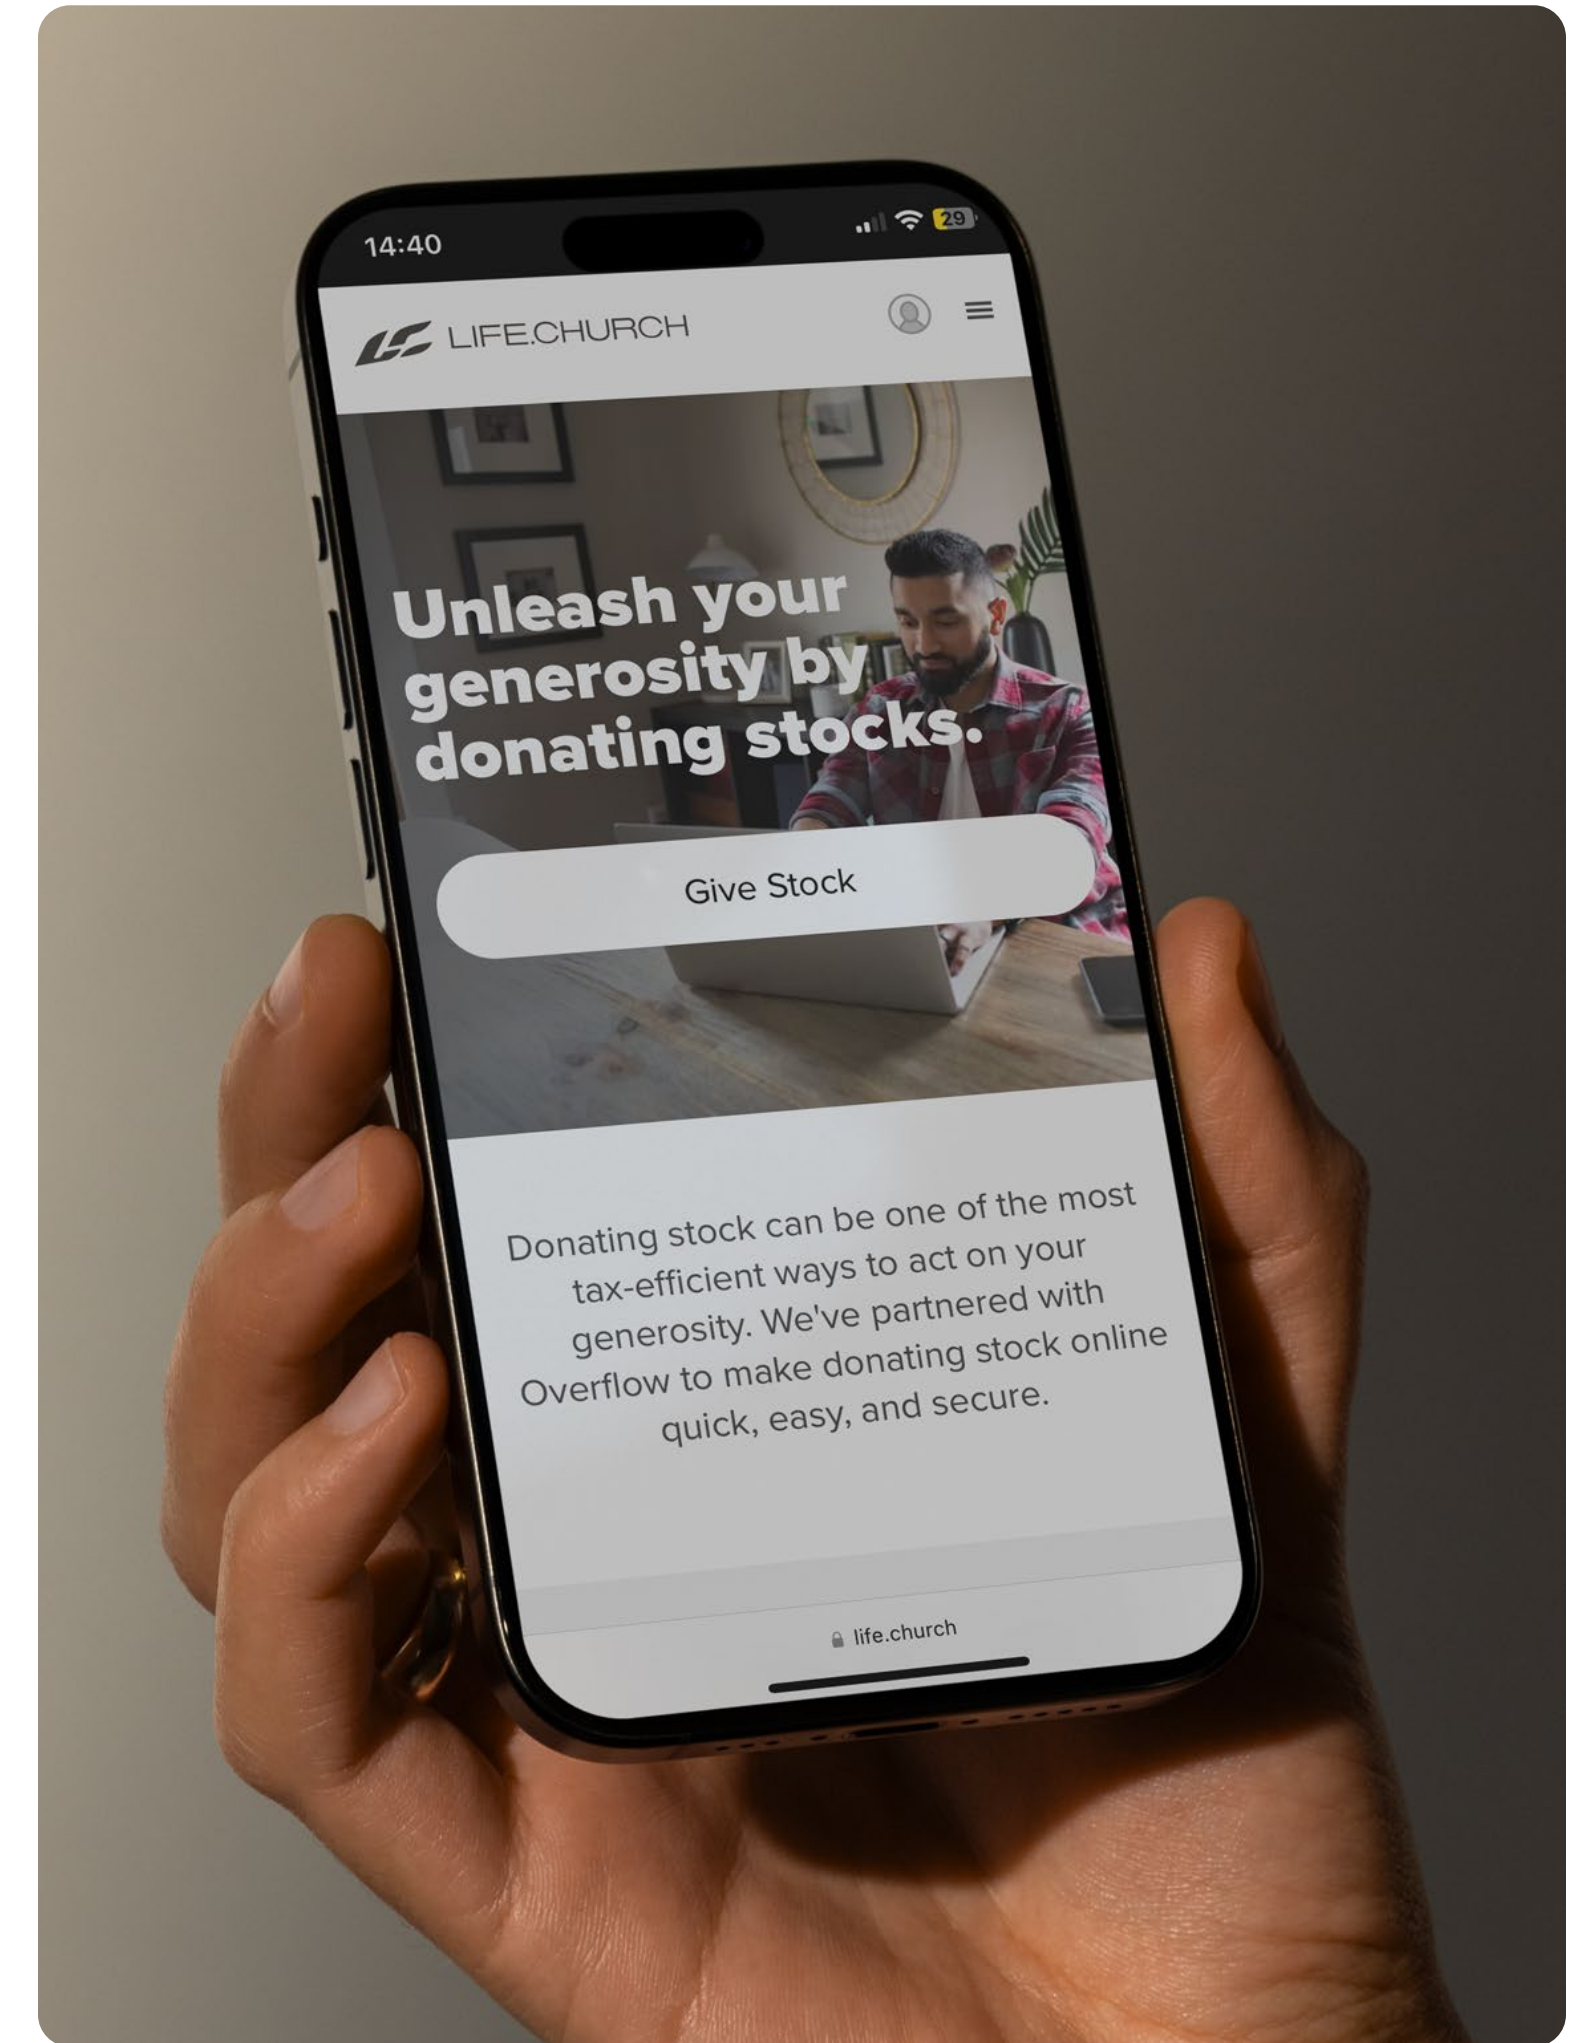 14:40
29
LIFE.CHURCH
Unleash your
generosity by
donating stocks.
Give Stock
Donating stock can be one of the most
tax-efficient ways to act on your
generosity. We've partnered with
Overflow to make donating stock online
quick, easy, and secure.
life.church